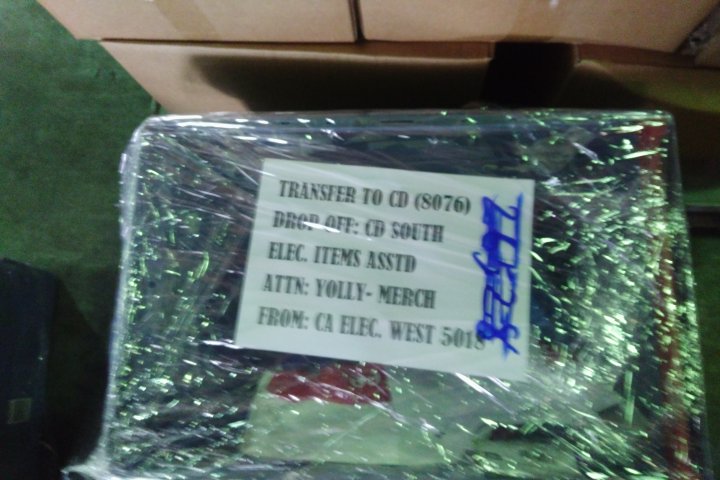 TRANSFER TO CD (8076)
DROP OFF: CD SOUTH
ELEC. ITEMS ASSTD
ATTN: YOLLY- MERCH
FROM: CA ELEC. WEST 5018